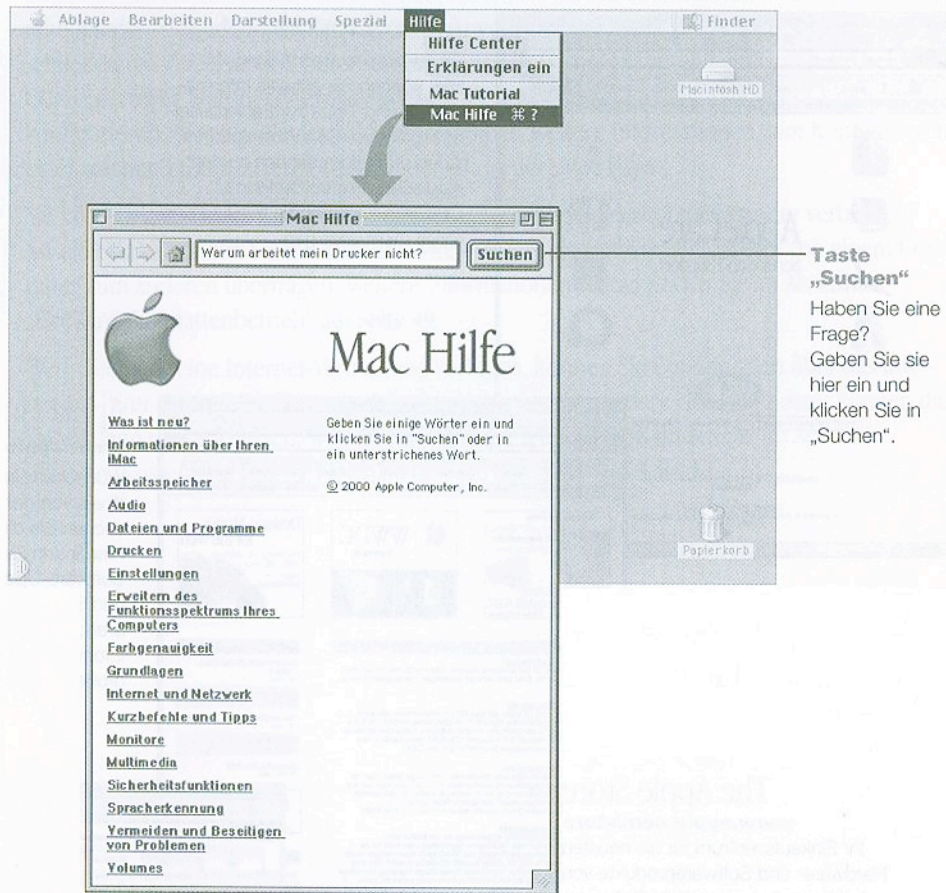 Ablage Bearbeiten Darstellung Spezial Hilfe Finder
Hilfe Center
Erklärungen ein
Mac Tutorial
Mac Hilfe ⌘ ?
Macintosh HD
Mac Hilfe
Warum arbeitet mein Drucker nicht?
Suchen
Taste
„Suchen“
Haben Sie eine
Frage?
Geben Sie sie
hier ein und
klicken Sie in
„Suchen“.
Mac Hilfe
Geben Sie einige Wörter ein und
klicken Sie in "Suchen" oder in
ein unterstrichenes Wort.
© 2000 Apple Computer, Inc.
Was ist neu?
Informationen über Ihren
iMac
Arbeitsspeicher
Audio
Dateien und Programme
Drucken
Einstellungen
Erweitern des
Funktionsspektrums Ihres
Computers
Farbgenauigkeit
Grundlagen
Internet und Netzwerk
Kurzbefehle und Tipps
Monitore
Multimedia
Sicherheitsfunktionen
Spracherkennung
Vermeiden und Beseitigen
von Problemen
Volumes
Papierkorb
The Apple Store